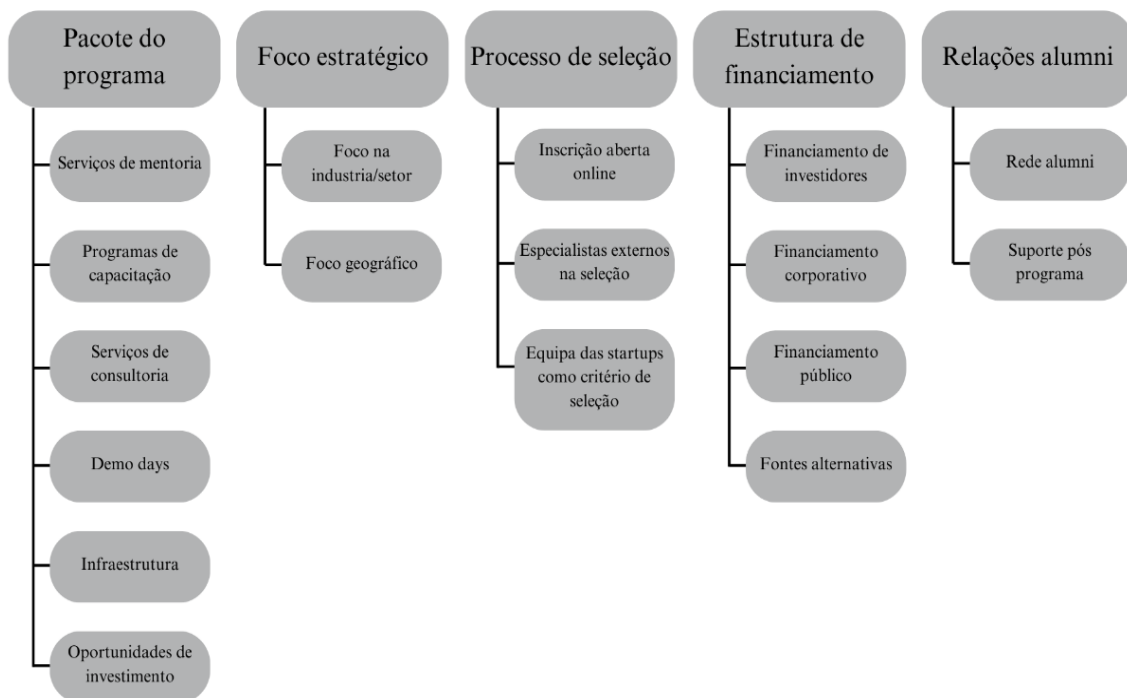 Pacote do
programa
Serviços de mentoria
Programas de
capacitação
Serviços de
consultoria
Demo days
Infraestrutura
Oportunidades de
investimento
Foco estratégico
Foco na
industria/setor
Foco geográfico
Processo de seleção
Inscrição aberta
online
Especialistas externos
na seleção
Equipa das startups
como critério de
seleção
Estrutura de
financiamento
Financiamento de
investidores
Financiamento
corporativo
Financiamento
público
Fontes alternativas
Relações alumni
Rede alumni
Suporte pós
programa